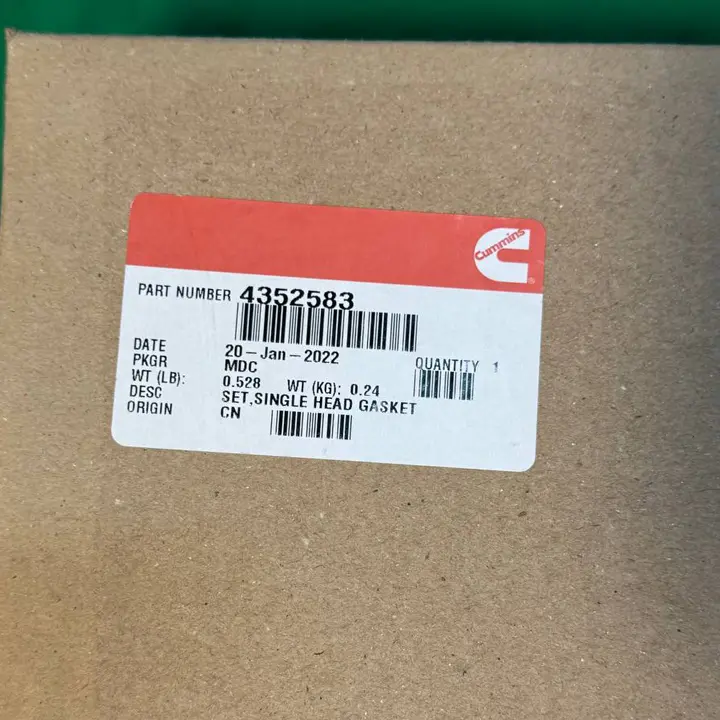 Cummins
®
PART NUMBER 4352583
DATE 20-Jan-2022 QUANTITY 1
PKGR MDC
WT (LB): 0.528 WT (KG): 0.24
DESC SET,SINGLE HEAD GASKET
ORIGIN CN